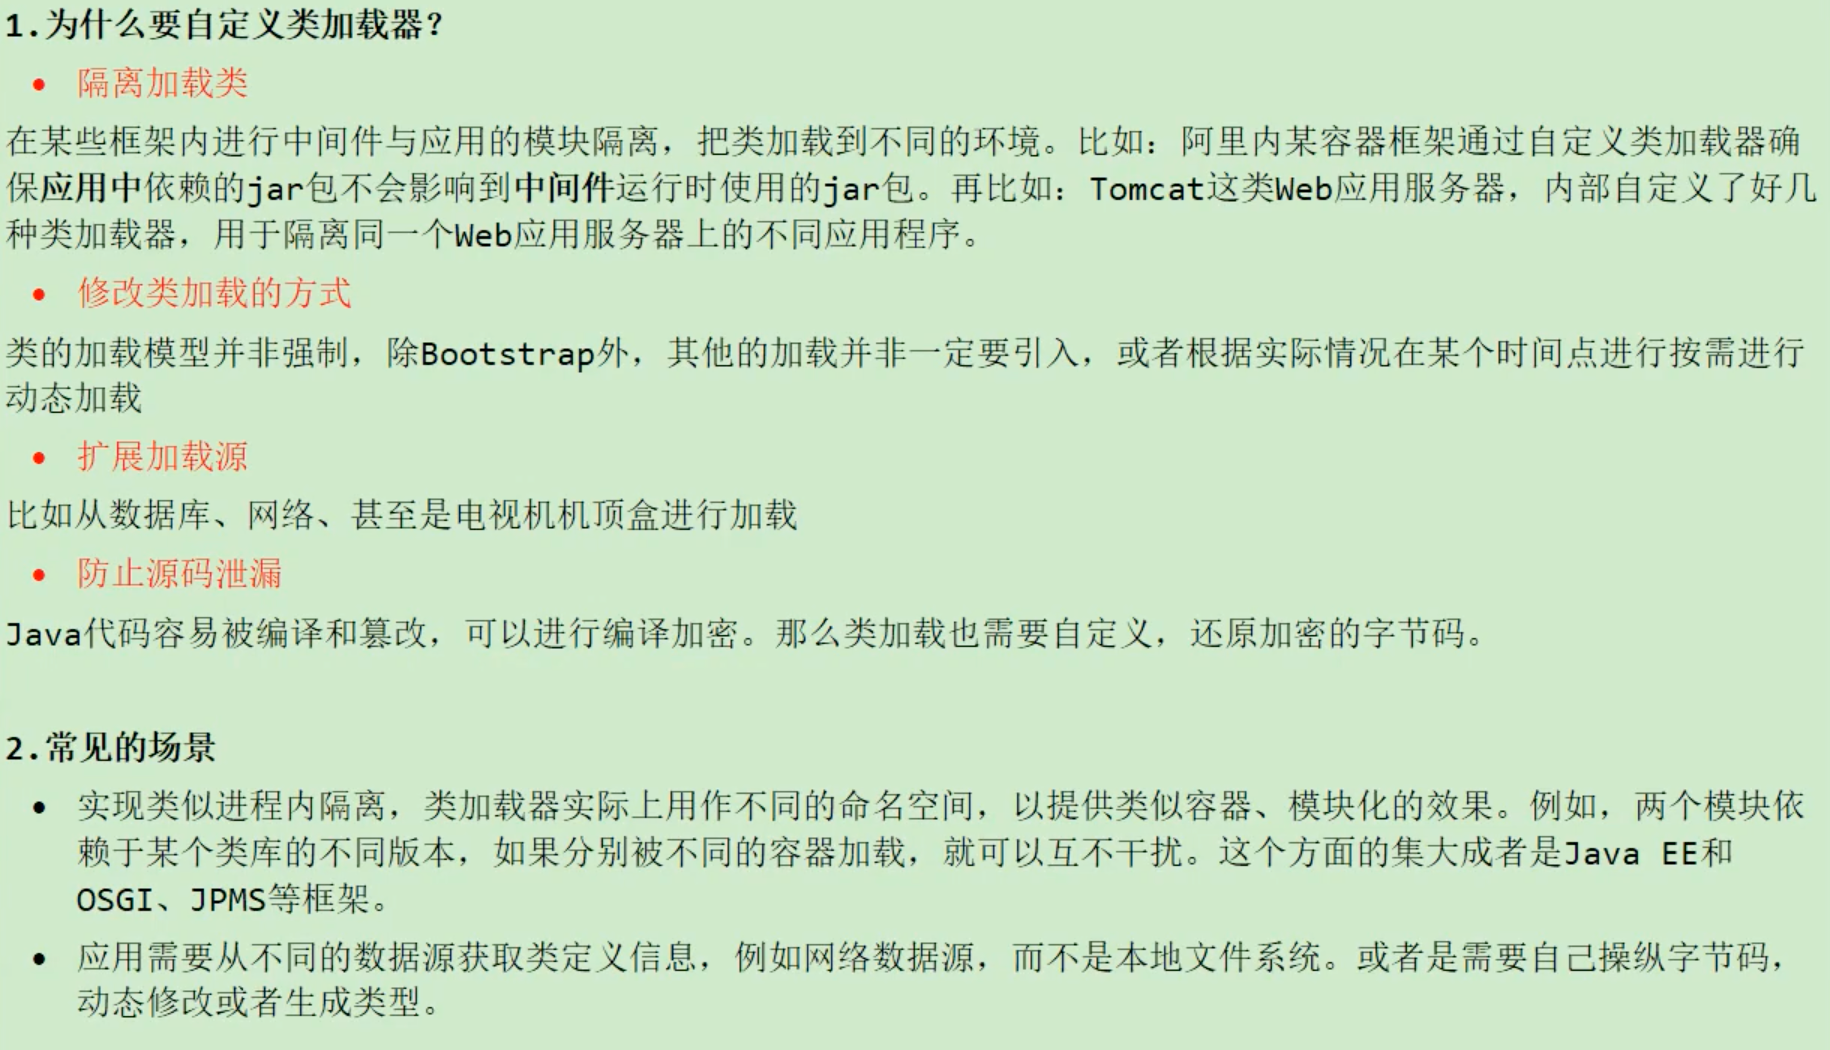 1.为什么要自定义类加载器？
• 隔离加载类
在某些框架内进行中间件与应用的模块隔离，把类加载到不同的环境。比如：阿里内某容器框架通过自定义类加载器确
保应用中依赖的jar包不会影响到中间件运行时使用的jar包。再比如：Tomcat这类Web应用服务器，内部自定义了好几
种类加载器，用于隔离同一个Web应用服务器上的不同应用程序。
• 修改类加载的方式
类的加载模型并非强制，除Bootstrap外，其他的加载并非一定要引入，或者根据实际情况在某个时间点进行按需进行
动态加载
• 扩展加载源
比如从数据库、网络、甚至是电视机机顶盒进行加载
• 防止源码泄漏
Java代码容易被编译和篡改，可以进行编译加密。那么类加载也需要自定义，还原加密的字节码。
2.常见的场景
• 实现类似进程内隔离，类加载器实际上用作不同的命名空间，以提供类似容器、模块化的效果。例如，两个模块依
赖于某个类库的不同版本，如果分别被不同的容器加载，就可以互不干扰。这个方面的集大成者是Java EE和
OSGI、JPMS等框架。
• 应用需要从不同的数据源获取类定义信息，例如网络数据源，而不是本地文件系统。或者是需要自己操纵字节码，
动态修改或者生成类型。